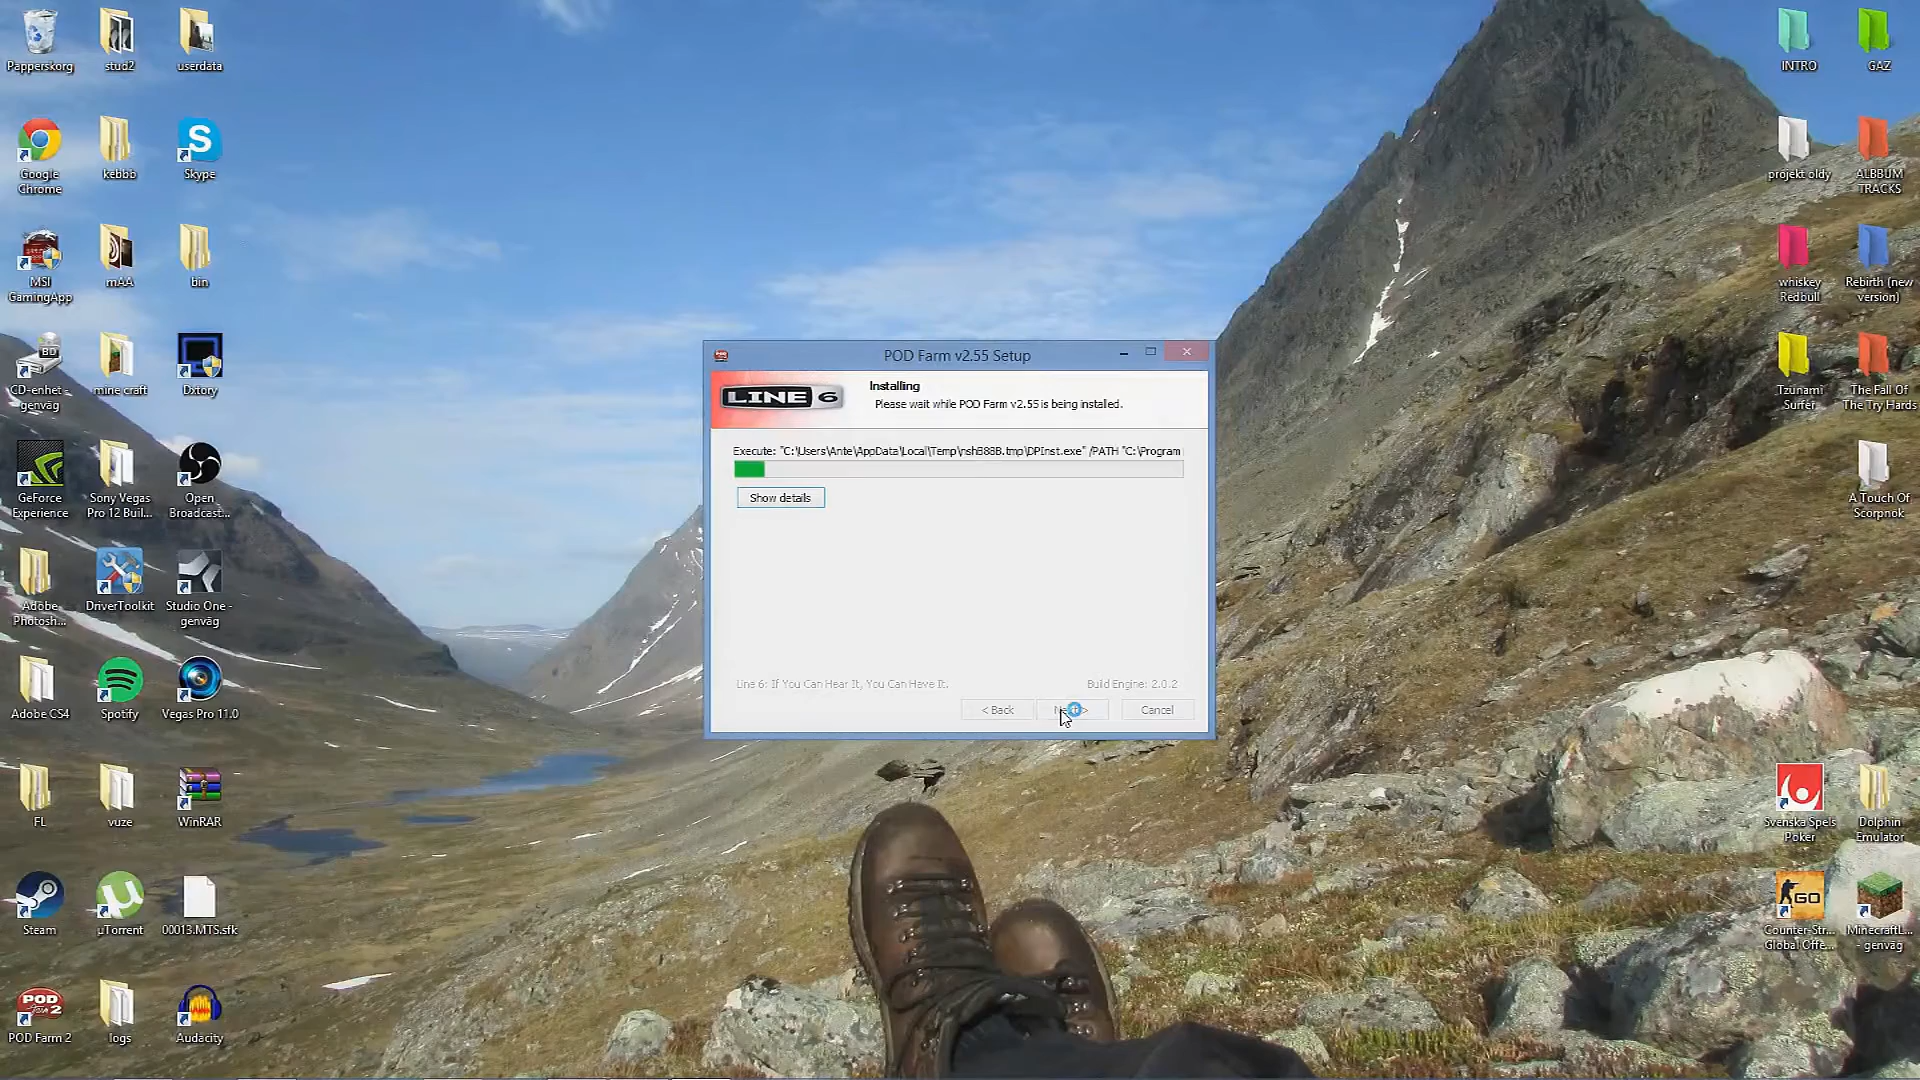 Papperskorg
stud2
userdata
Google
Chrome
kebbb
Skype
MSI
GamingApp
mAA
bin
CD-enhet -
genväg
mine craft
Dxtory
GeForce
Experience
Sony Vegas
Pro 12 Buil...
Open
Broadcast...
Adobe
Photosh...
DriverToolkit
Studio One -
genväg
Adobe CS4
Spotify
Vegas Pro 11.0
FL
vuze
WinRAR
Steam
µTorrent
00013.MTS.sfk
POD Farm 2
logs
Audacity
POD Farm v2.55 Setup
LINE 6
Installing
Please wait while POD Farm v2.55 is being installed.
Execute: "C:\Users\Ante\AppData\Local\Temp\nshB88B.tmp\DPInst.exe" /PATH "C:\Program
Show details
Line 6: If You Can Hear It, You Can Have It.
Build Engine: 2.0.2
< Back
Cancel
INTRO
GAZ
projekt oldy
ALBBUM
TRACKS
whiskey
Redbull
Rebirth (new
version)
Tzunami
Surfer
The Fall Of
The Try Hards
A Touch Of
Scorpnok
Svenska Spels
Poker
Dolphin
Emulator
GO
Counter-Str...
Global Offe...
MinecraftL...
- genväg